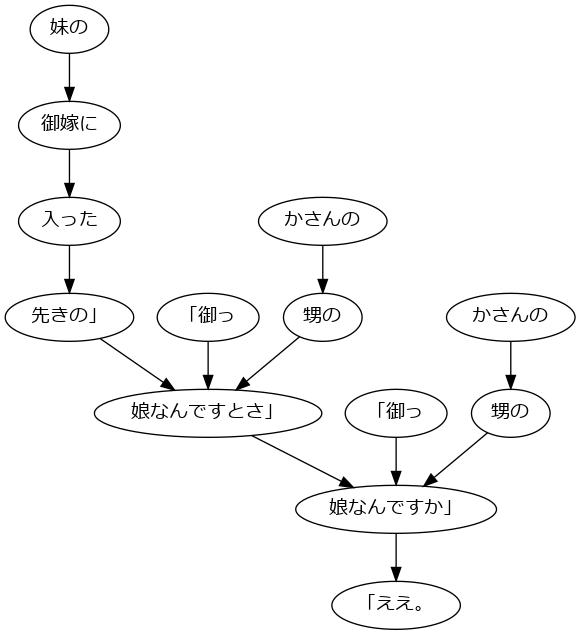 妹の
御嫁に
入った
かさんの
先きの」
「御っ
甥の
かさんの
娘なんですとさ」
「御っ
甥の
娘なんですか」
「ええ。